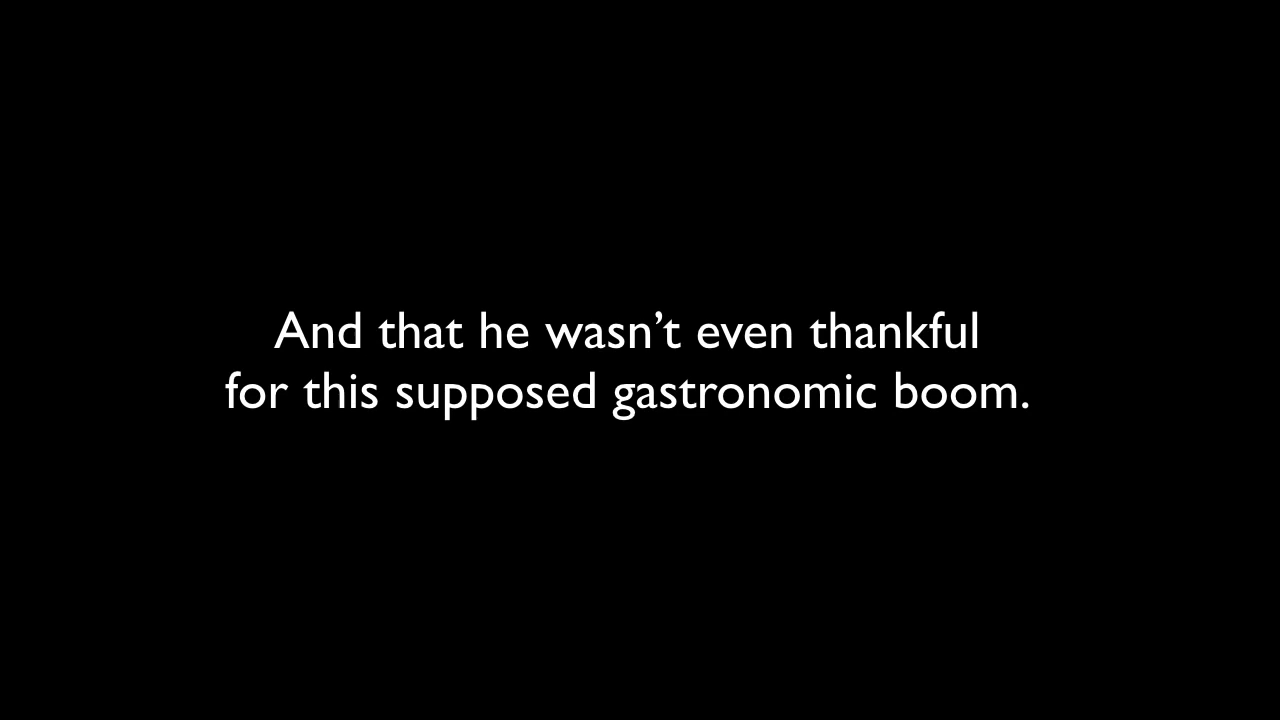 And that he wasn’t even thankful
for this supposed gastronomic boom.